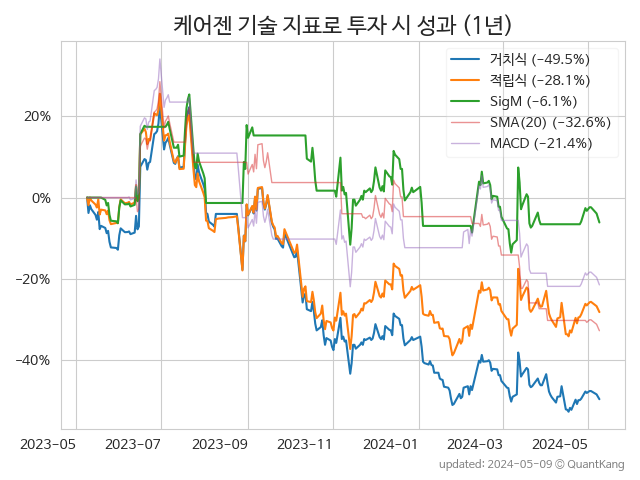 케어젠 기술 지표로 투자 시 성과 (1년)
거치식 (−49.5%)
적립식 (−28.1%)
SigM (−6.1%)
SMA(20) (−32.6%)
MACD (−21.4%)
20%
0%
−20%
−40%
2023-05 2023-07 2023-09 2023-11 2024-01 2024-03 2024-05
updated: 2024-05-09 © QuantKang